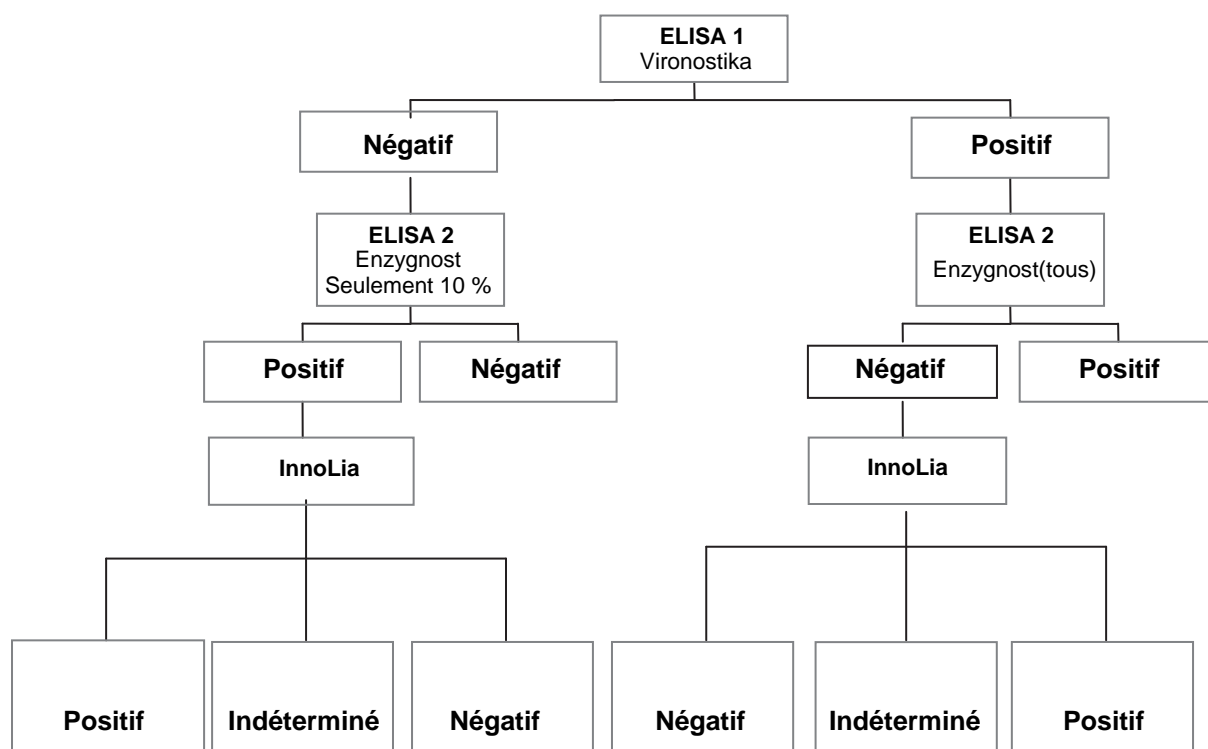 ELISA 1
Vironostika
Négatif
Positif
ELISA 2
Enzygnost
Seulement 10 %
ELISA 2
Enzygnost(tous)
Positif
Négatif
Négatif
Positif
InnoLia
InnoLia
Positif
Indéterminé
Négatif
Négatif
Indéterminé
Positif